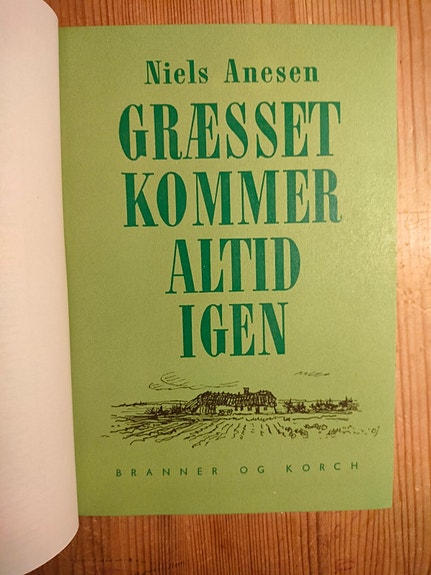 Niels Anesen
GRÆSSET
KOMMER
ALTID
IGEN
BRANNER OG KORCH